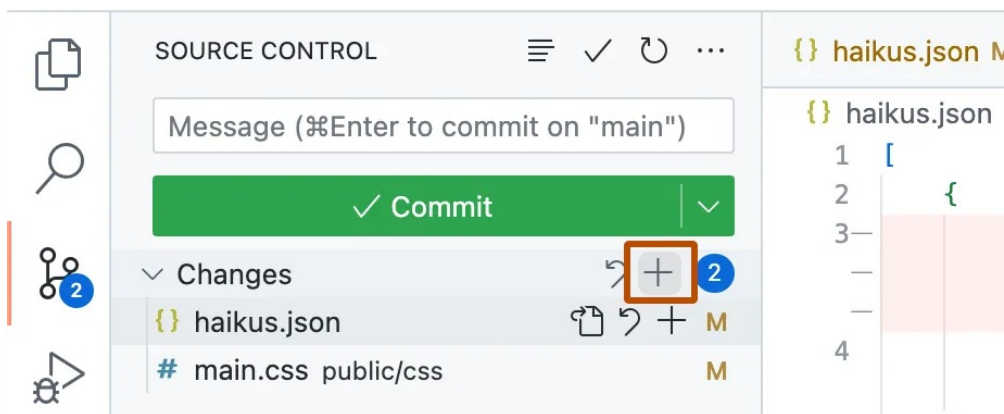 SOURCE CONTROL
Message (⌘Enter to commit on "main")
Commit
Changes
2
{} haikus.json M
# main.css public/css M
2
{} haikus.json M
{} haikus.json
1 [
2 {
3
4